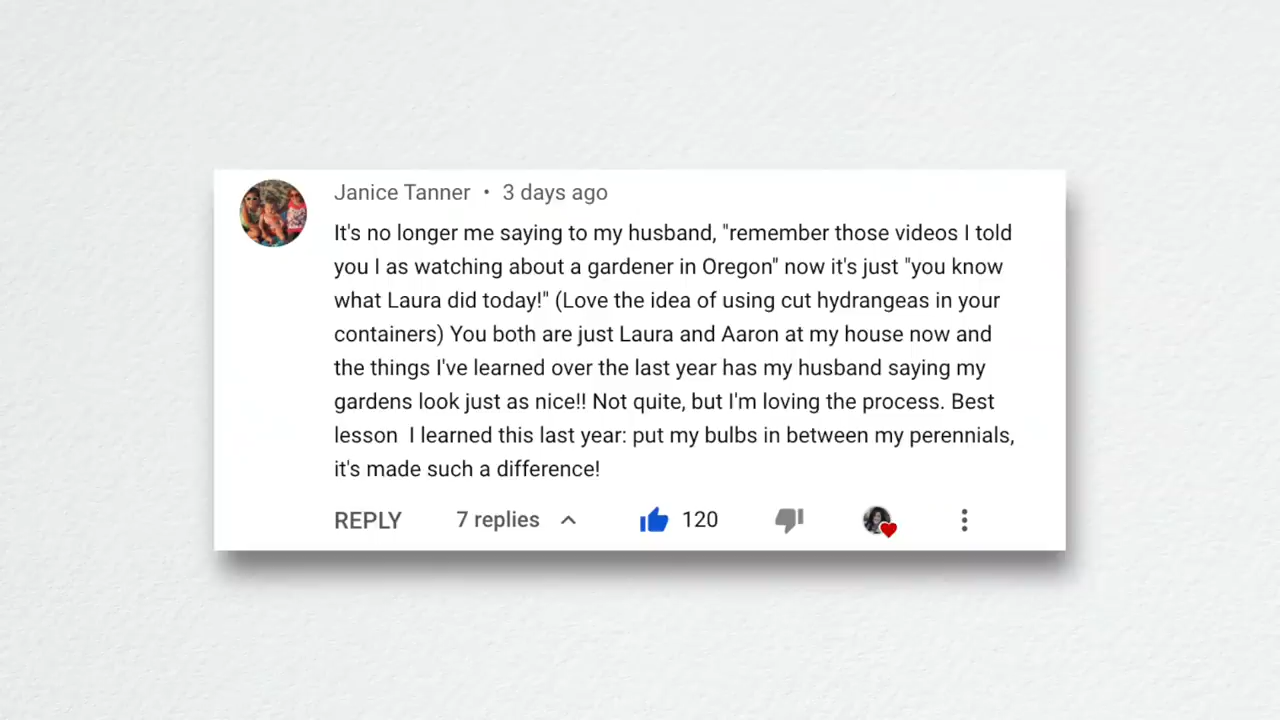 Janice Tanner • 3 days ago
It's no longer me saying to my husband, "remember those videos I told
you I as watching about a gardener in Oregon" now it's just "you know
what Laura did today!" (Love the idea of using cut hydrangeas in your
containers) You both are just Laura and Aaron at my house now and
the things I've learned over the last year has my husband saying my
gardens look just as nice!! Not quite, but I'm loving the process. Best
lesson  I learned this last year: put my bulbs in between my perennials,
it's made such a difference!
REPLY 7 replies 120